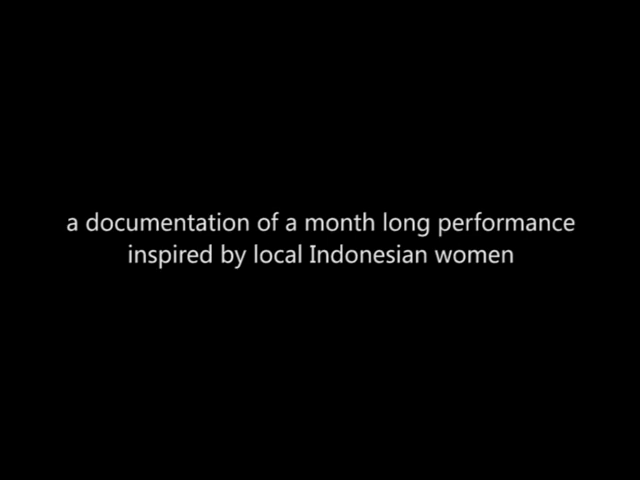 a documentation of a month long performance
inspired by local Indonesian women